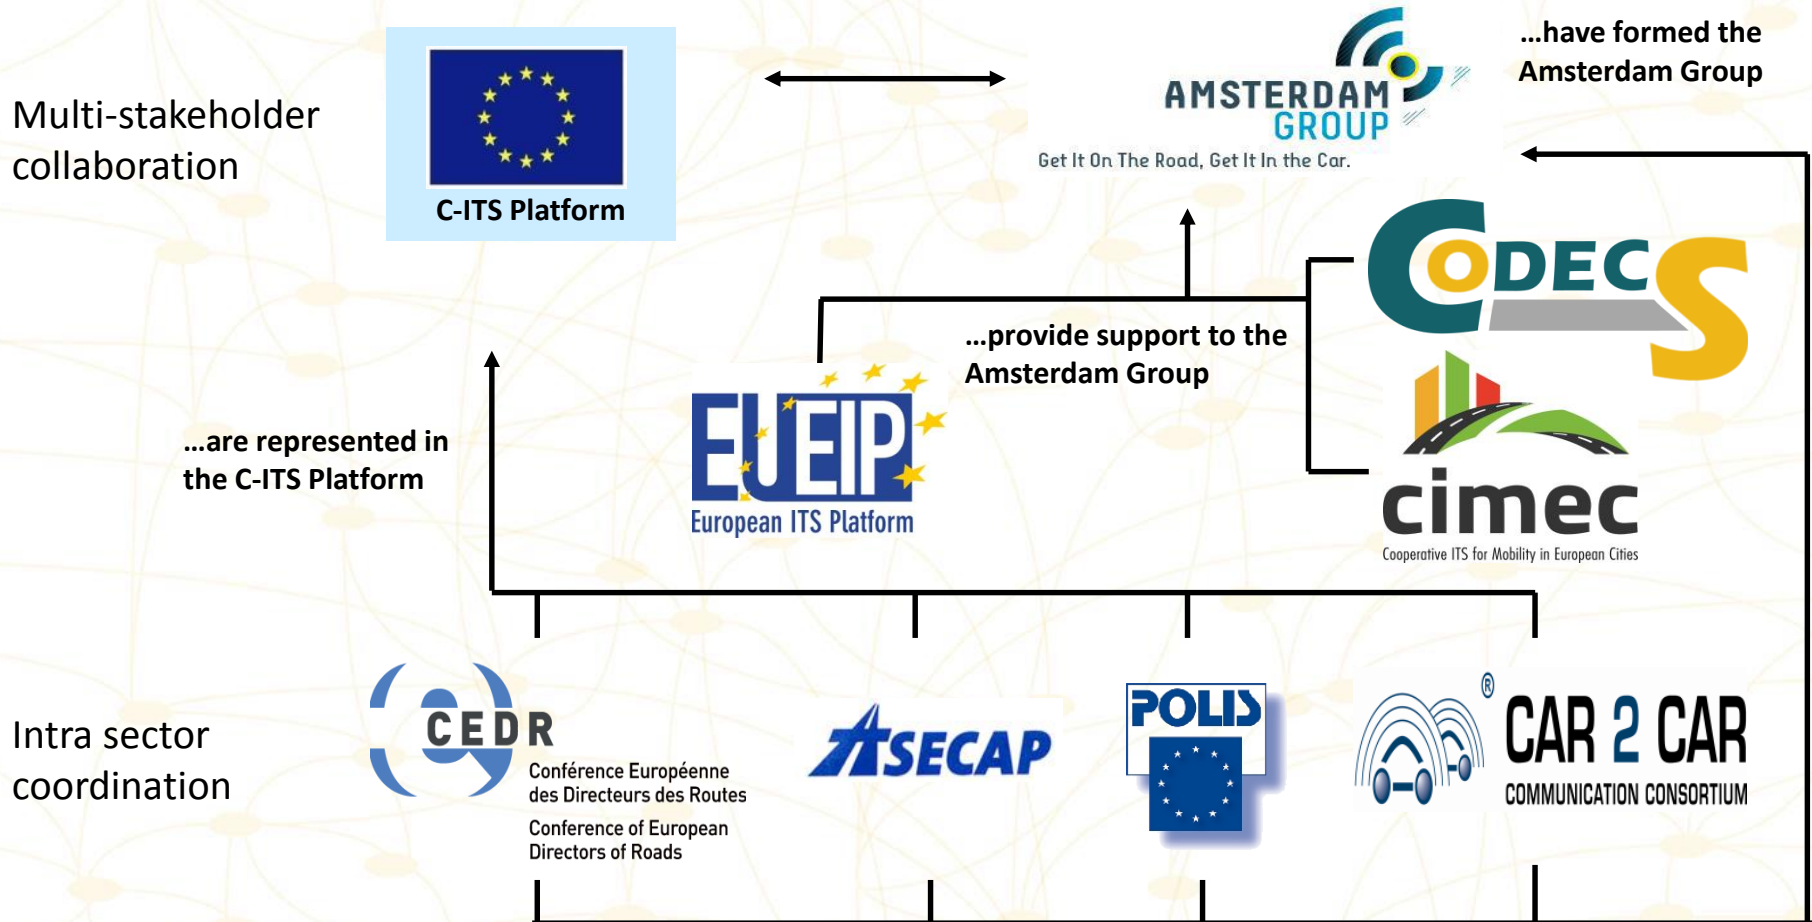 Multi-stakeholder
collaboration
C-ITS Platform
AMSTERDAM
GROUP
Get It On The Road, Get It In the Car.
…have formed the
Amsterdam Group
CODECS
…provide support to the
Amsterdam Group
EU EIP
European ITS Platform
cimec
Cooperative ITS for Mobility in European Cities
…are represented in
the C-ITS Platform
Intra sector
coordination
CEDR
Conférence Européenne
des Directeurs des Routes
Conference of European
Directors of Roads
ASECAP
POLIS
®
CAR 2 CAR
COMMUNICATION CONSORTIUM